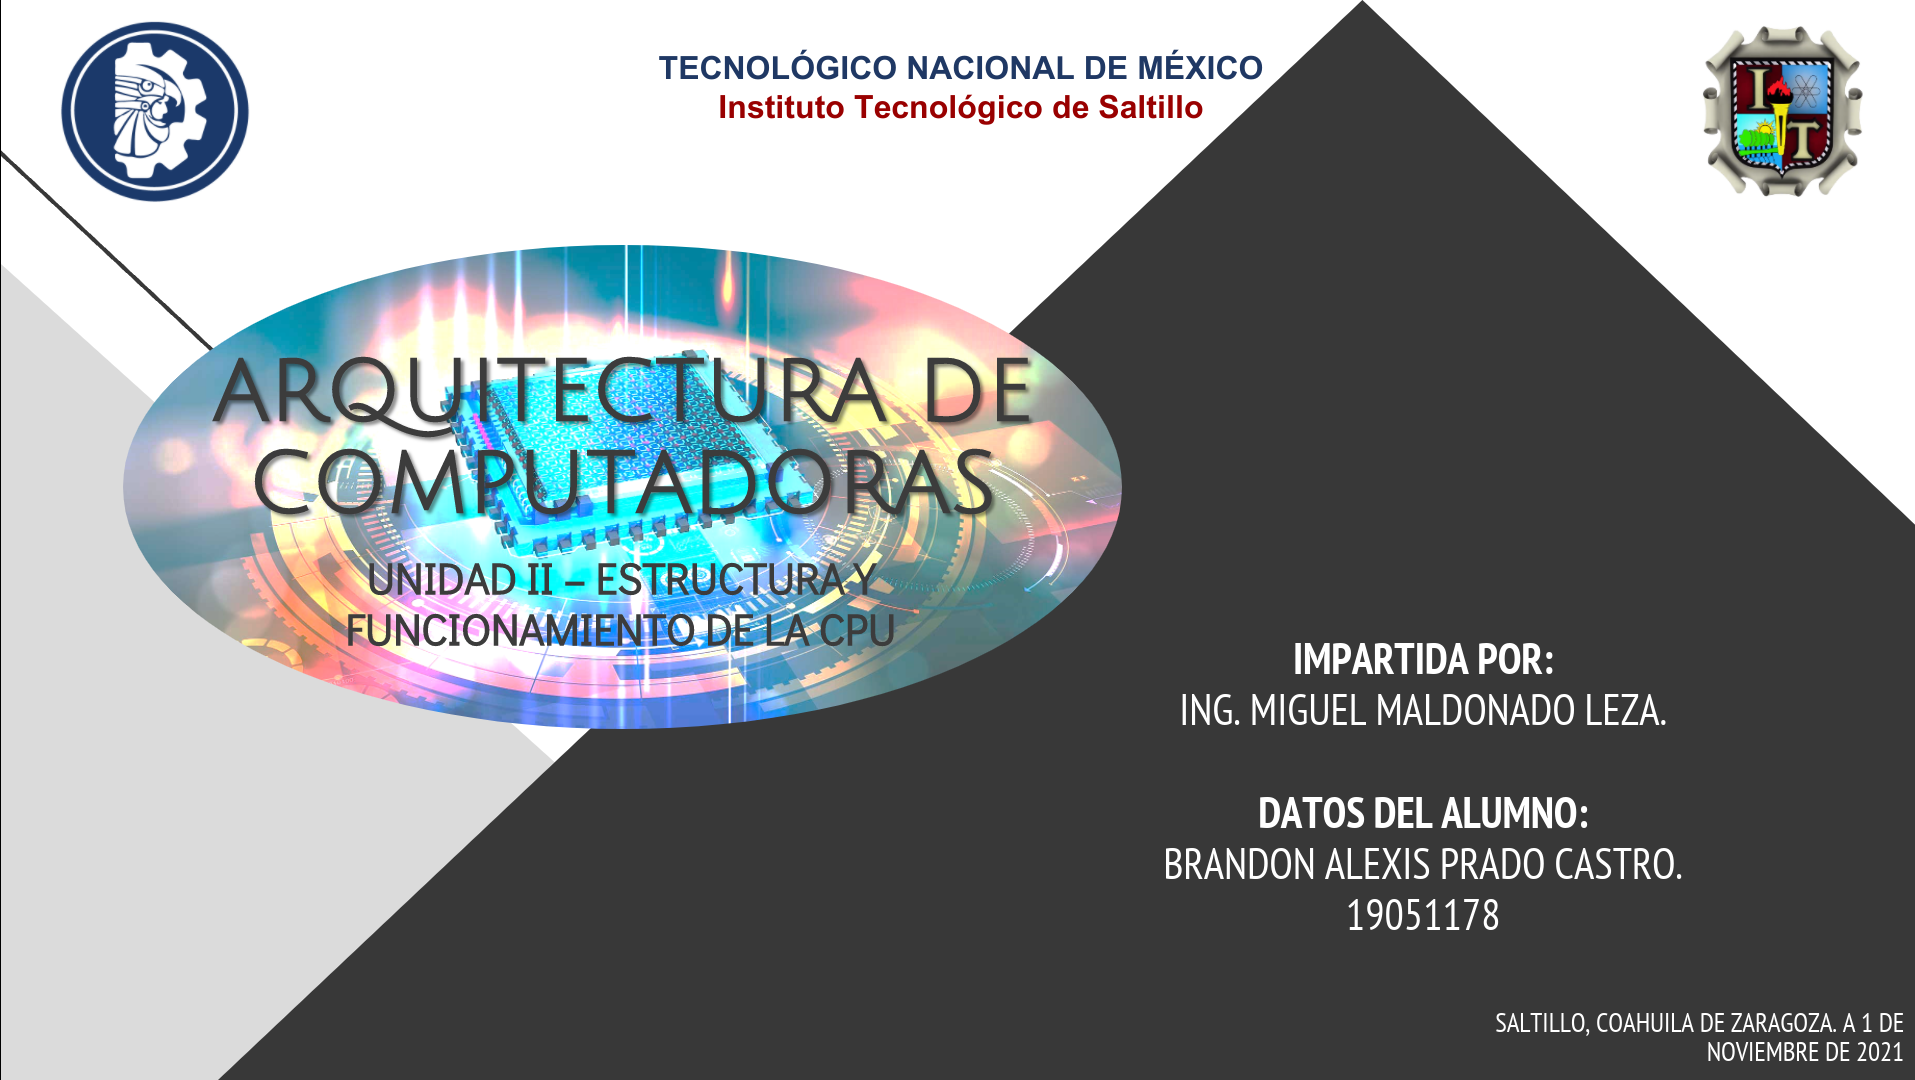 TECNOLÓGICO NACIONAL DE MÉXICO
Instituto Tecnológico de Saltillo
I
T
ARQUITECTURA DE
COMPUTADORAS
UNIDAD II – ESTRUCTURA Y
FUNCIONAMIENTO DE LA CPU
IMPARTIDA POR:
ING. MIGUEL MALDONADO LEZA.
DATOS DEL ALUMNO:
BRANDON ALEXIS PRADO CASTRO.
19051178
SALTILLO, COAHUILA DE ZARAGOZA. A 1 DE
NOVIEMBRE DE 2021